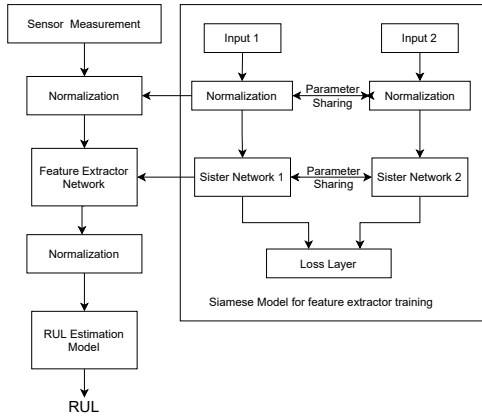 Sensor Measurement
Normalization
Feature Extractor
Network
Normalization
RUL Estimation
Model
RUL
Input 1
Input 2
Normalization
Parameter
Sharing
Normalization
Sister Network 1
Parameter
Sharing
Sister Network 2
Loss Layer
Siamese Model for feature extractor training